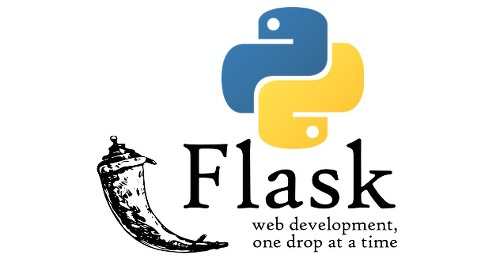 Flask
web development,
one drop at a time